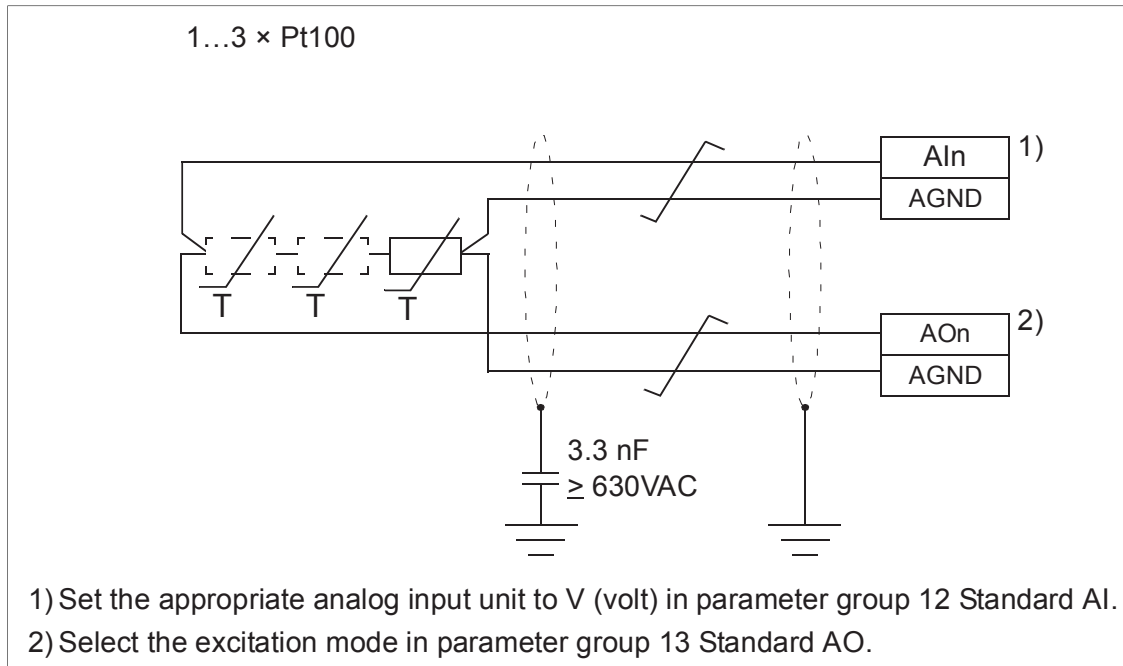 1…3 × Pt100
AIn 1)
AGND
T T T
AOn 2)
AGND
3.3 nF
≥ 630VAC
1) Set the appropriate analog input unit to V (volt) in parameter group 12 Standard AI.
2) Select the excitation mode in parameter group 13 Standard AO.